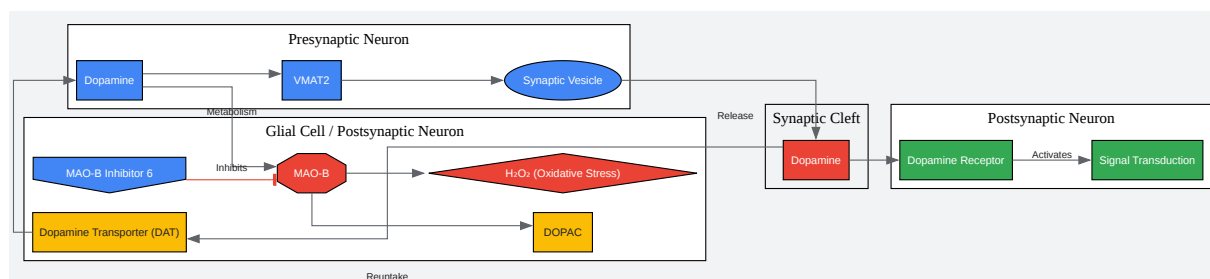 Presynaptic Neuron
Dopamine
VMAT2
Synaptic Vesicle
Metabolism
Release
Synaptic Cleft
Postsynaptic Neuron
Glial Cell / Postsynaptic Neuron
Dopamine
Dopamine Receptor
Activates
Signal Transduction
MAO-B Inhibitor 6
Inhibits
MAO-B
H₂O₂ (Oxidative Stress)
Dopamine Transporter (DAT)
DOPAC
Reuptake